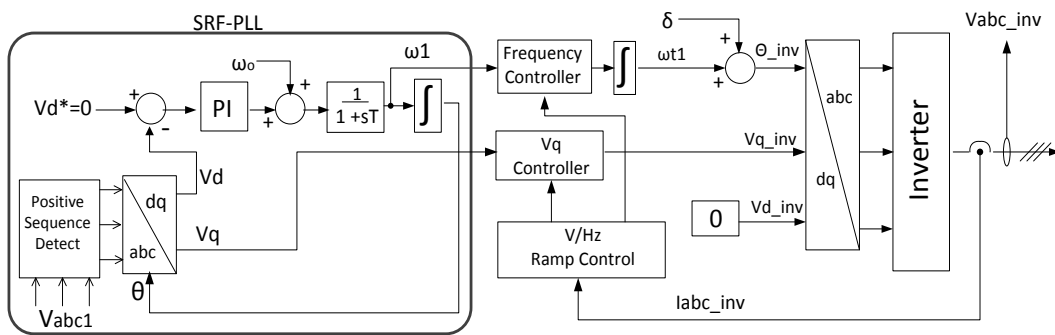 SRF-PLL
Vd*=0
+
-
PI
ωo
+
+
1
1 +sT
∫
ω1
Vd
Positive
Sequence
Detect
dq
abc
Vq
θ
Vabc1
Frequency
Controller
∫
ωt1
δ
+
+
Θ_inv
Vq
Controller
Vq_inv
0
Vd_inv
V/Hz
Ramp Control
abc
dq
Inverter
Vabc_inv
Iabc_inv